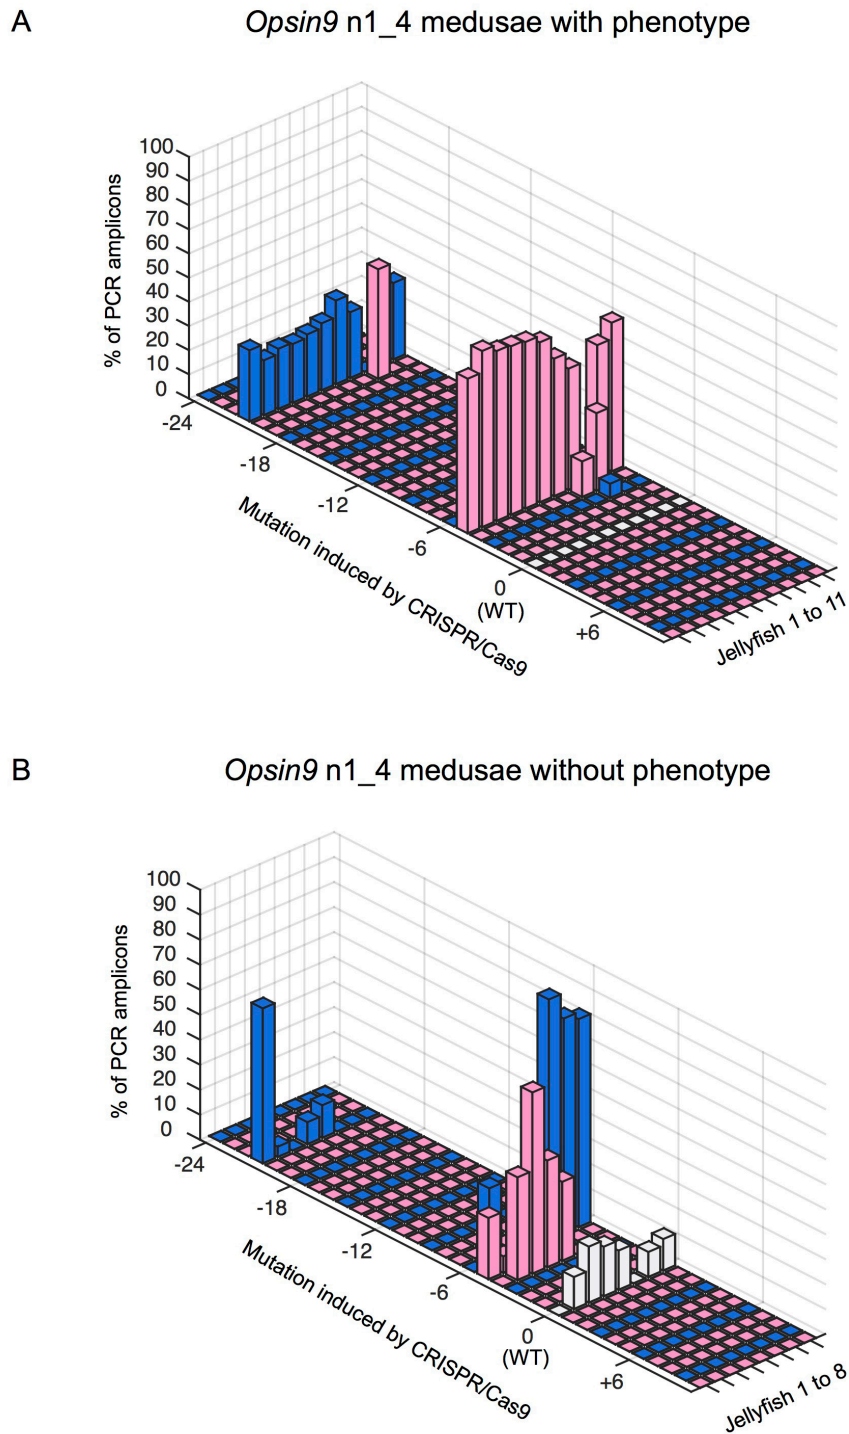 A
Opsin9 n1_4 medusae with phenotype
% of PCR amplicons
100
90
80
70
60
50
40
30
20
10
0
-24
-18
-12
-6
0
(WT)
+6
Mutation induced by CRISPR/Cas9
Jellyfish 1 to 11
B
Opsin9 n1_4 medusae without phenotype
% of PCR amplicons
100
90
80
70
60
50
40
30
20
10
0
-24
-18
-12
-6
0
(WT)
+6
Mutation induced by CRISPR/Cas9
Jellyfish 1 to 8